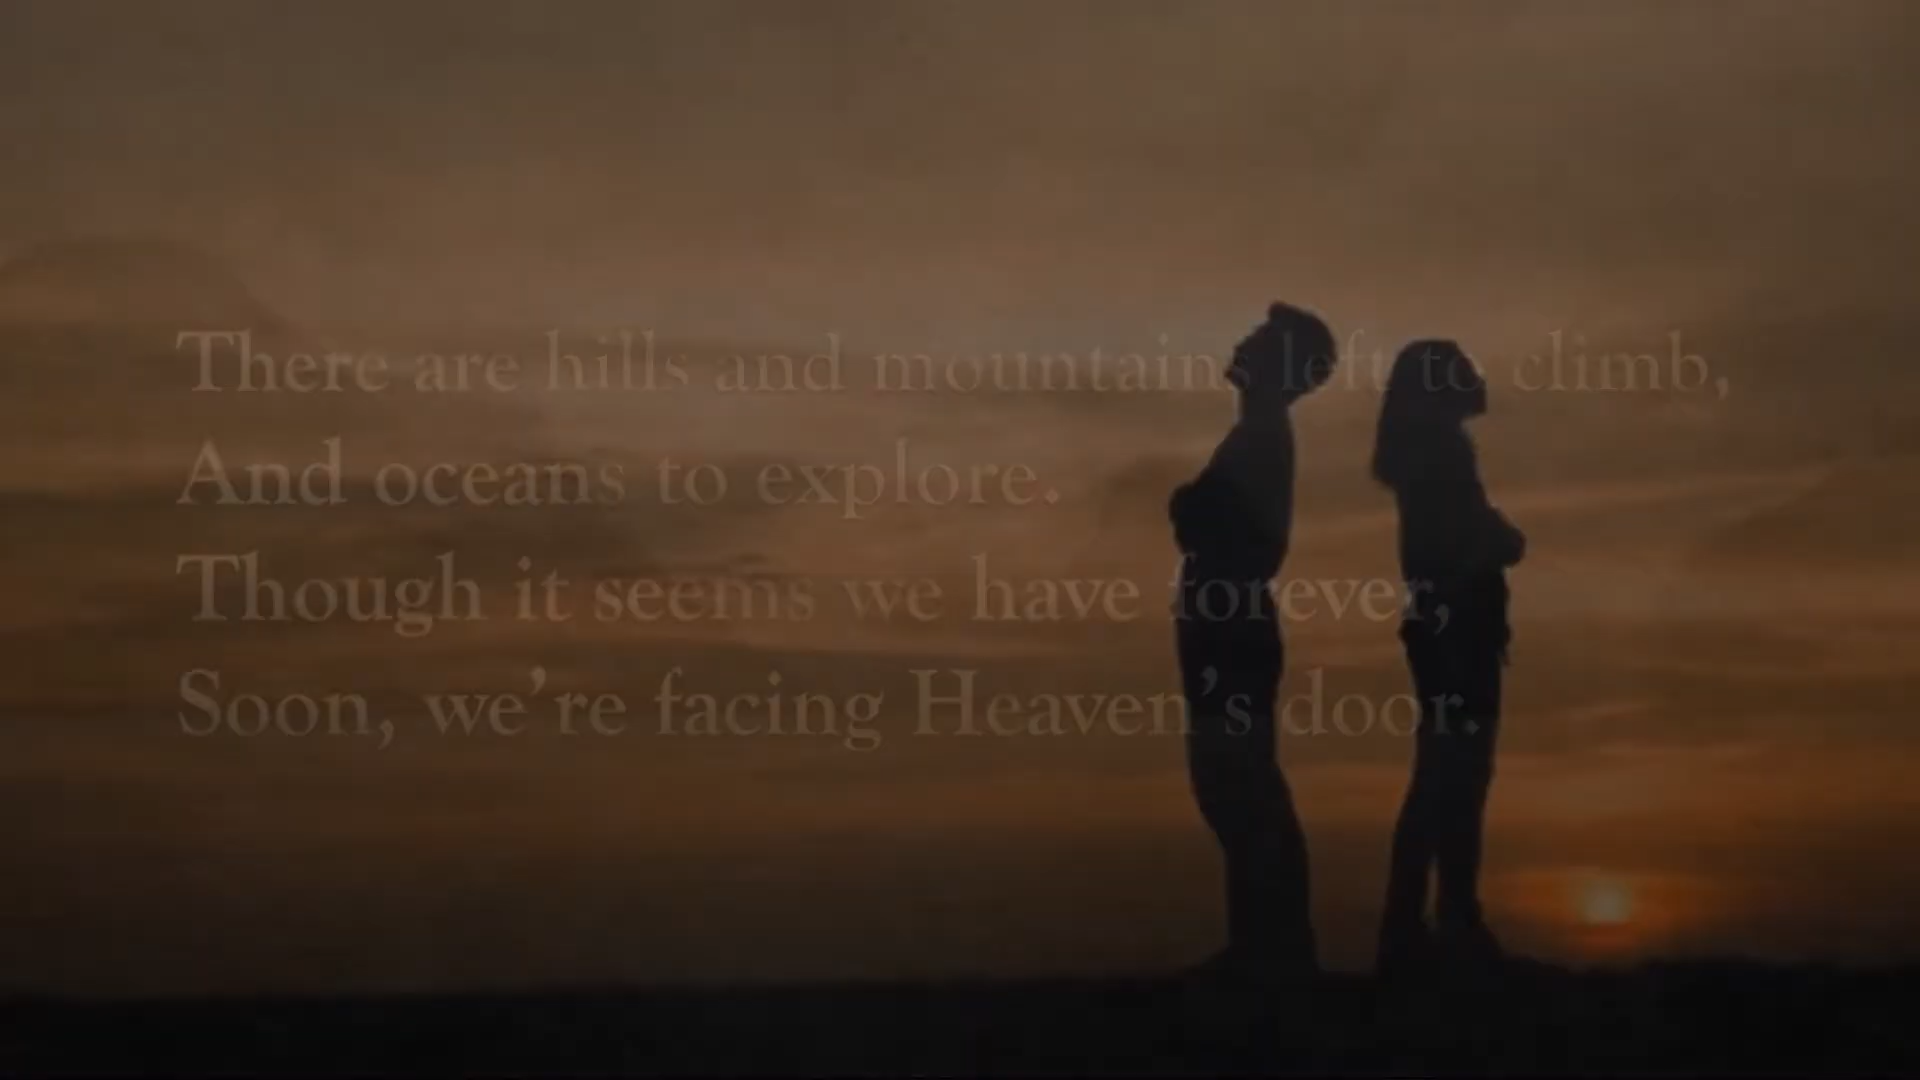 There are hills and mountains left to climb,
And oceans to explore.
Though it seems we have forever,
Soon, we’re facing Heaven’s door.